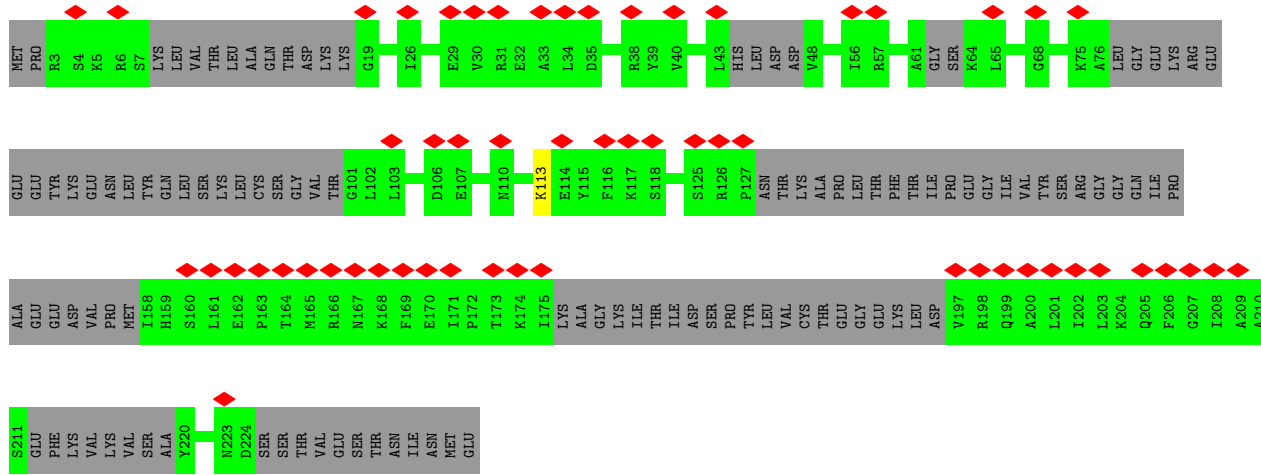 MET PRO R3 S4 K5 R6 S7 LYS LEU VAL THR LEU ALA GLN THR ASP LYS LYS G19 I26 E29 V30 R31 E32 A33 L34 D35 R38 Y39 V40 L43 HIS LEU ASP ASP V48 I56 R57 A61 GLY SER K64 L65 G68 K75 A76 LEU GLY GLU LYS ARG GLU
GLU GLU TYR LYS GLU ASN LEU TYR GLN LEU SER LYS LEU CYS SER GLY VAL THR G101 L102 L103 D106 E107 N110 K113 E114 Y115 F116 K117 S118 S125 R126 P127 ASN THR LYS ALA PRO LEU THR PHE THR ILE PRO GLU GLY ILE VAL TYR SER ARG GLY GLY GLN ILE PRO
ALA GLU GLU ASP VAL PRO MET I158 H159 S160 L161 E162 P163 T164 M165 R166 N167 K168 F169 E170 I171 P172 T173 K174 I175 LYS ALA GLY LYS ILE THR ILE ASP SER PRO TYR LEU VAL CYS THR GLU GLY GLU LYS LEU ASP V197 R198 Q199 A200 L201 I202 L203 K204 Q205 F206 G207 I208 A209 A210
S211 GLU PHE LYS VAL LYS VAL SER ALA Y220 N223 D224 SER SER THR VAL GLU SER THR ASN ILE ASN MET GLU